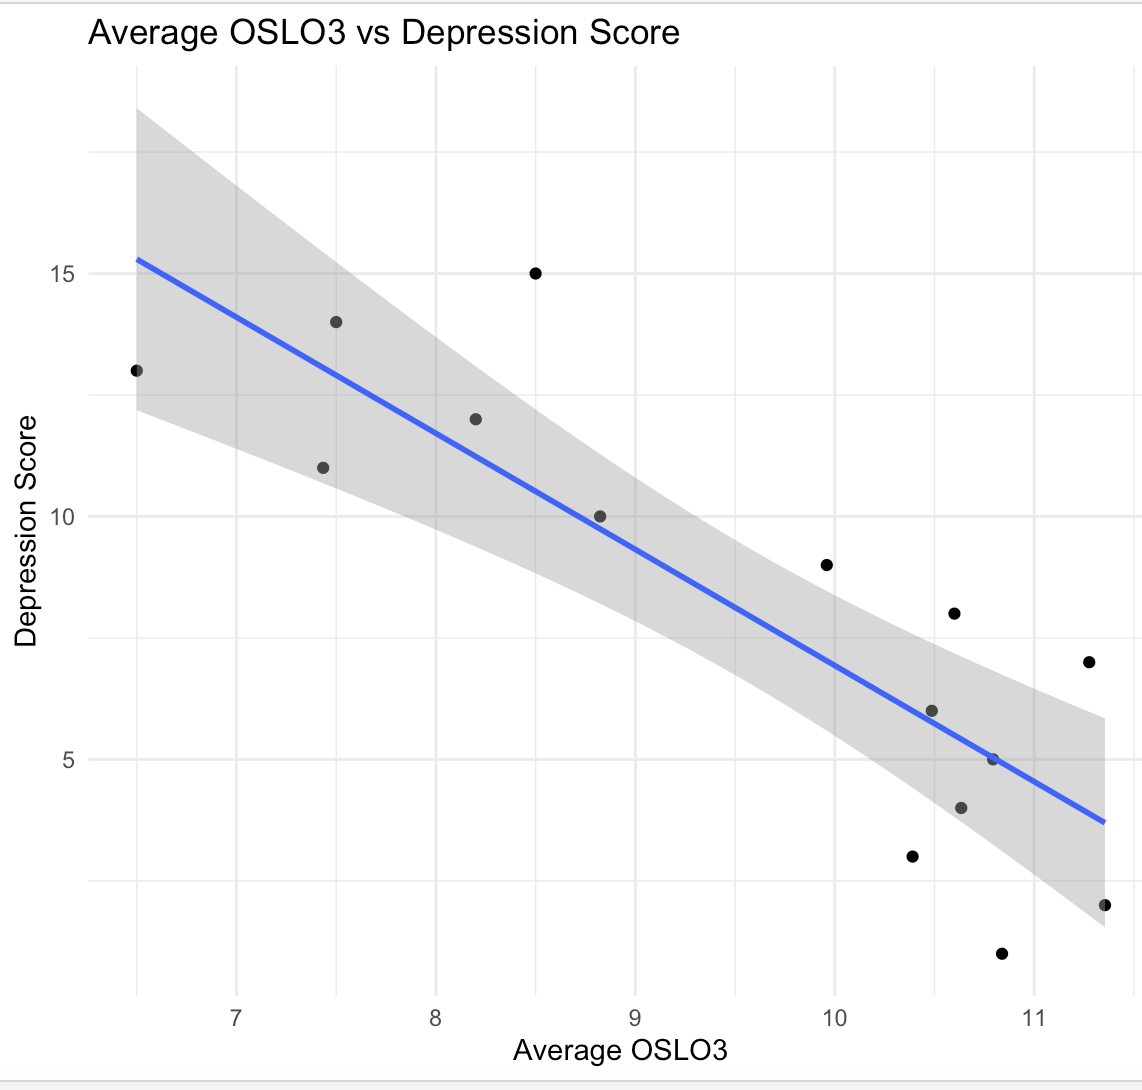 Average OSLO3 vs Depression Score
15
10
5
Depression Score
7 8 9 10 11
Average OSLO3